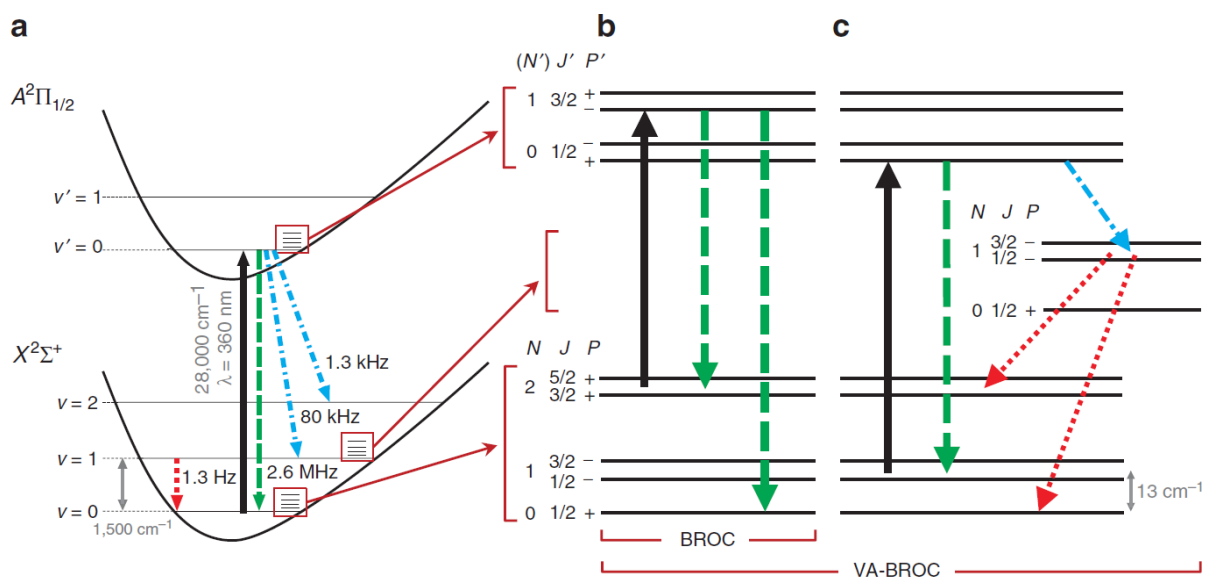 a
b
c
A²Π₁/₂
(N′) J′ P′
1 3/2 +
−
0 1/2 −
+
v′ = 1
v′ = 0
28,000 cm⁻¹
λ = 360 nm
1.3 kHz
80 kHz
2.6 MHz
1.3 Hz
1,500 cm⁻¹
X²Σ⁺
v = 2
v = 1
v = 0
N J P
2 5/2 +
3/2 +
1 3/2 −
1/2 −
0 1/2 +
N J P
1 3/2 −
1/2 −
0 1/2 +
13 cm⁻¹
BROC
VA-BROC